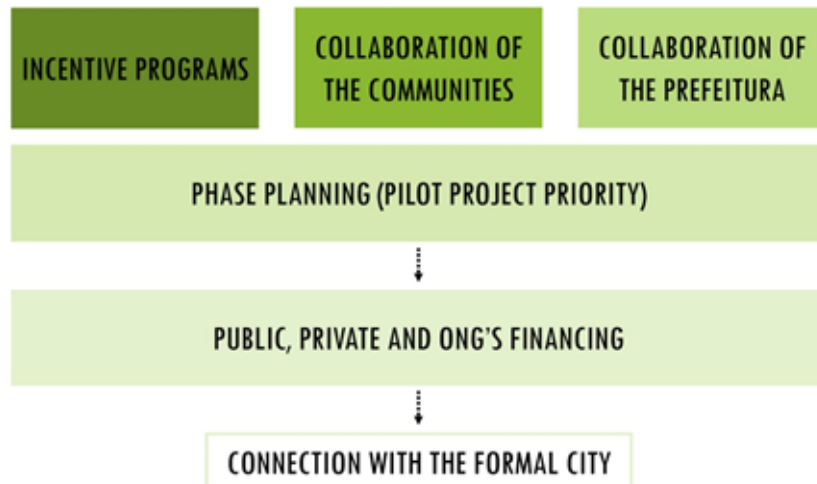 INCENTIVE PROGRAMS
COLLABORATION OF
THE COMMUNITIES
COLLABORATION OF
THE PREFEITURA
PHASE PLANNING (PILOT PROJECT PRIORITY)
PUBLIC, PRIVATE AND ONG'S FINANCING
CONNECTION WITH THE FORMAL CITY